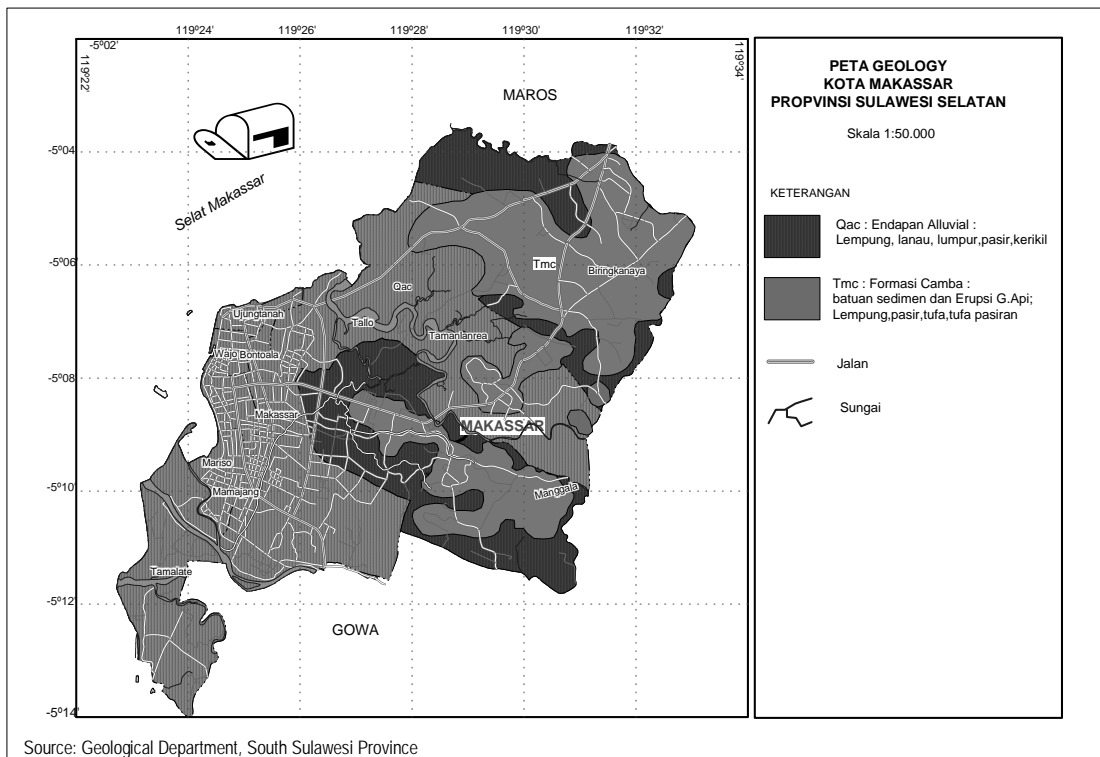 119º24'
119º26'
119º28'
119º30'
119º32'
-5º02'
119º22'
119º34'
MAROS
-5º04'
Selat Makassar
-5º06'
Qac
Tmc
Biringkanaya
Ujungtanah
Tallo
Tamanlanrea
Wajo
Bontoala
-5º08'
Makassar
MAKASSAR
Mariso
Mamajang
-5º10'
Manggala
Tamalate
-5º12'
GOWA
-5º14'
PETA GEOLOGY
KOTA MAKASSAR
PROPVINSI SULAWESI SELATAN
Skala 1:50.000
KETERANGAN
Qac : Endapan Alluvial :
Lempung, lanau, lumpur,pasir,kerikil
Tmc : Formasi Camba :
batuan sedimen dan Erupsi G.Api;
Lempung,pasir,tufa,tufa pasiran
Jalan
Sungai
Source: Geological Department, South Sulawesi Province